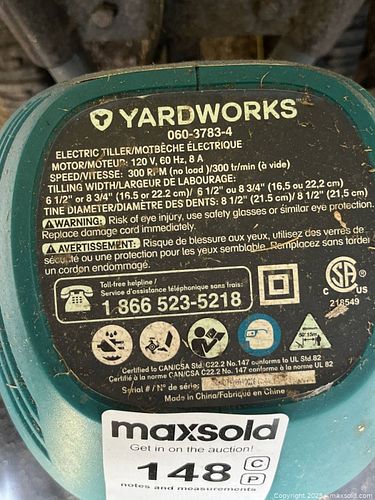 YARDWORKS
060-3783-4
ELECTRIC TILLER/MOTBÈCHE ÉLECTRIQUE
MOTOR/MOTEUR: 120 V, 60 Hz, 8 A
SPEED/VITESSE: 300 RPM (no load)/300 tr/min (à vide)
TILLING WIDTH/LARGEUR DE LABOURAGE:
6 1/2" or 8 3/4" (16.5 or 22.2 cm)/ 6 1/2" ou 8 3/4" (16,5 ou 22,2 cm)
TINE DIAMETER/DIAMÈTRE DES DENTS: 8 1/2" (21.5 cm)/ 8 1/2" (21.5 cm)
WARNING: Risk of eye injury, use safety glasses or similar eye protection.
Replace damage cord immediately.
AVERTISSEMENT: Risque de blessure aux yeux, utilisez des verres de
sécurité ou une protection pour les yeux semblable. Remplacez sans tarder
un cordon endommagé.
Toll-free helpline /
Service d'assistance téléphonique sans frais:
1 866 523-5218
CSA
218549
50' 15m
Certified to CAN/CSA Std. C22.2 No.147 conforms to UL Std.82
Certifié à la norme CAN/CSA C22.2 No.147 conforme à la norme UL 82
Serial # / N° de série:
Made in China/Fabriqué en Chine
maxsold
Get in on the auction!
148
C
P
notes and measurements
Copyright 2025 - maxsold.com